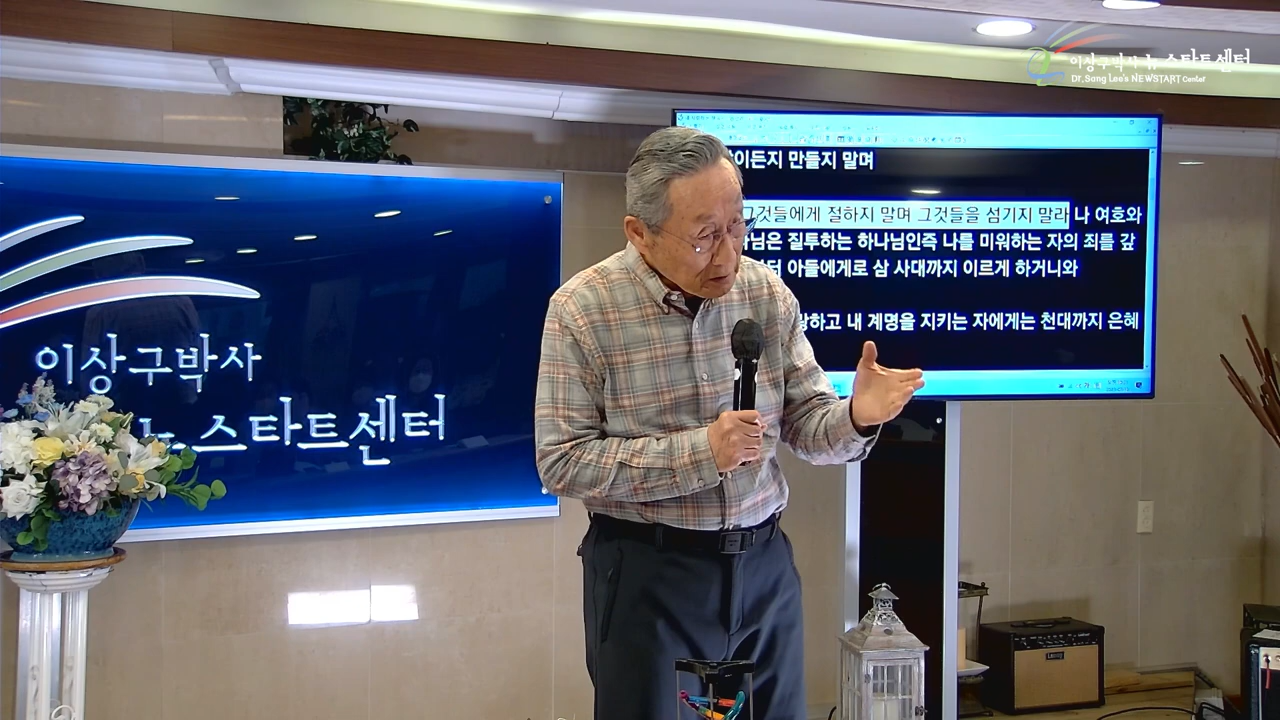 이상구박사 뉴 스타트 센터
Dr. Sang Lee's NEWSTART Center
이든지 만들지 말며
그것들에게 절하지 말며 그것들을 섬기지 말라 나 여호와
하나님은 질투하는 하나님인즉 나를 미워하는 자의 죄를 갚
아들에게로 삼 사대까지 이르게 하거니와
하고 내 계명을 지키는 자에게는 천대까지 은혜
이상구박사
뉴 스타트센터